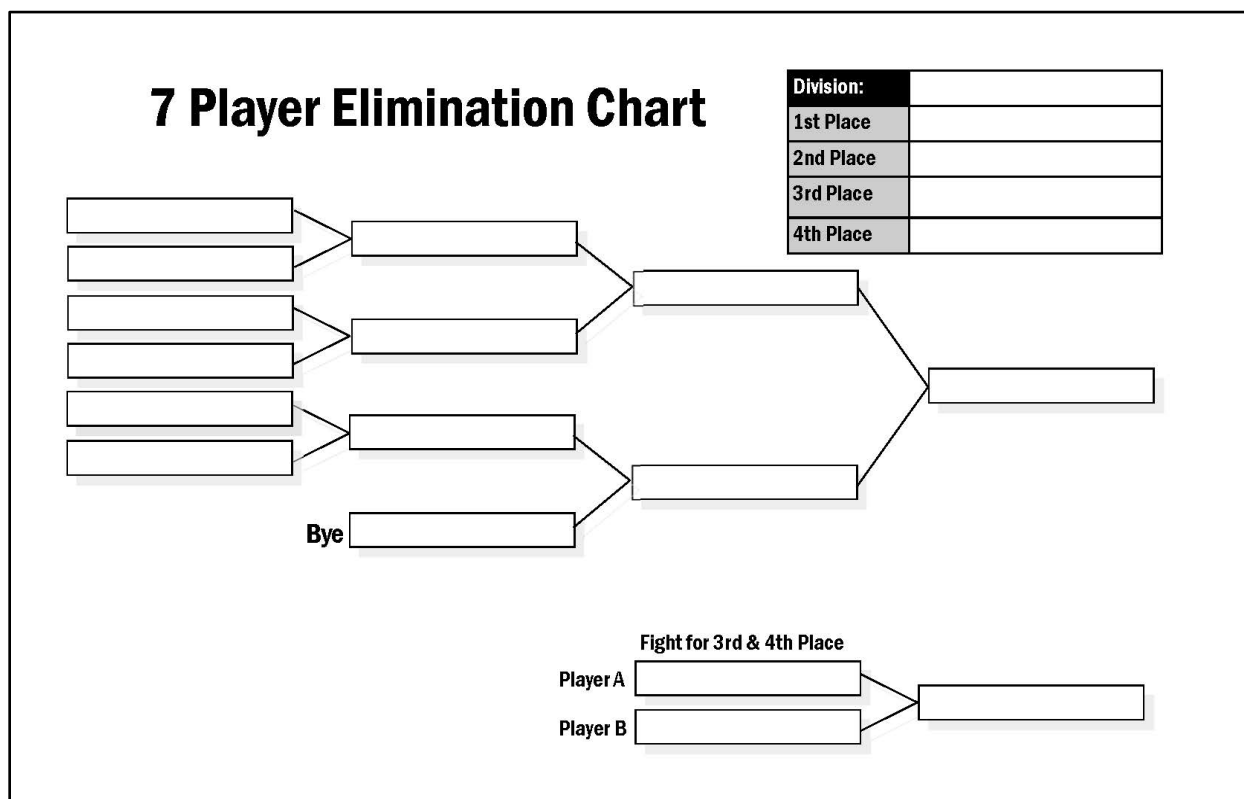 7 Player Elimination Chart
Division:
1st Place
2nd Place
3rd Place
4th Place
Bye
Fight for 3rd & 4th Place
Player A
Player B